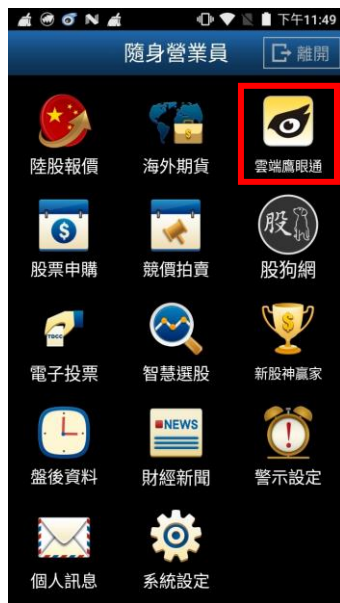 下午11:49
隨身營業員
離開
陸股報價 海外期貨 雲端鷹眼通
股票申購 競價拍賣 股狗網
股
TDCC
電子投票 智慧選股 新股神贏家
NEWS
盤後資料 財經新聞 警示設定
個人訊息 系統設定